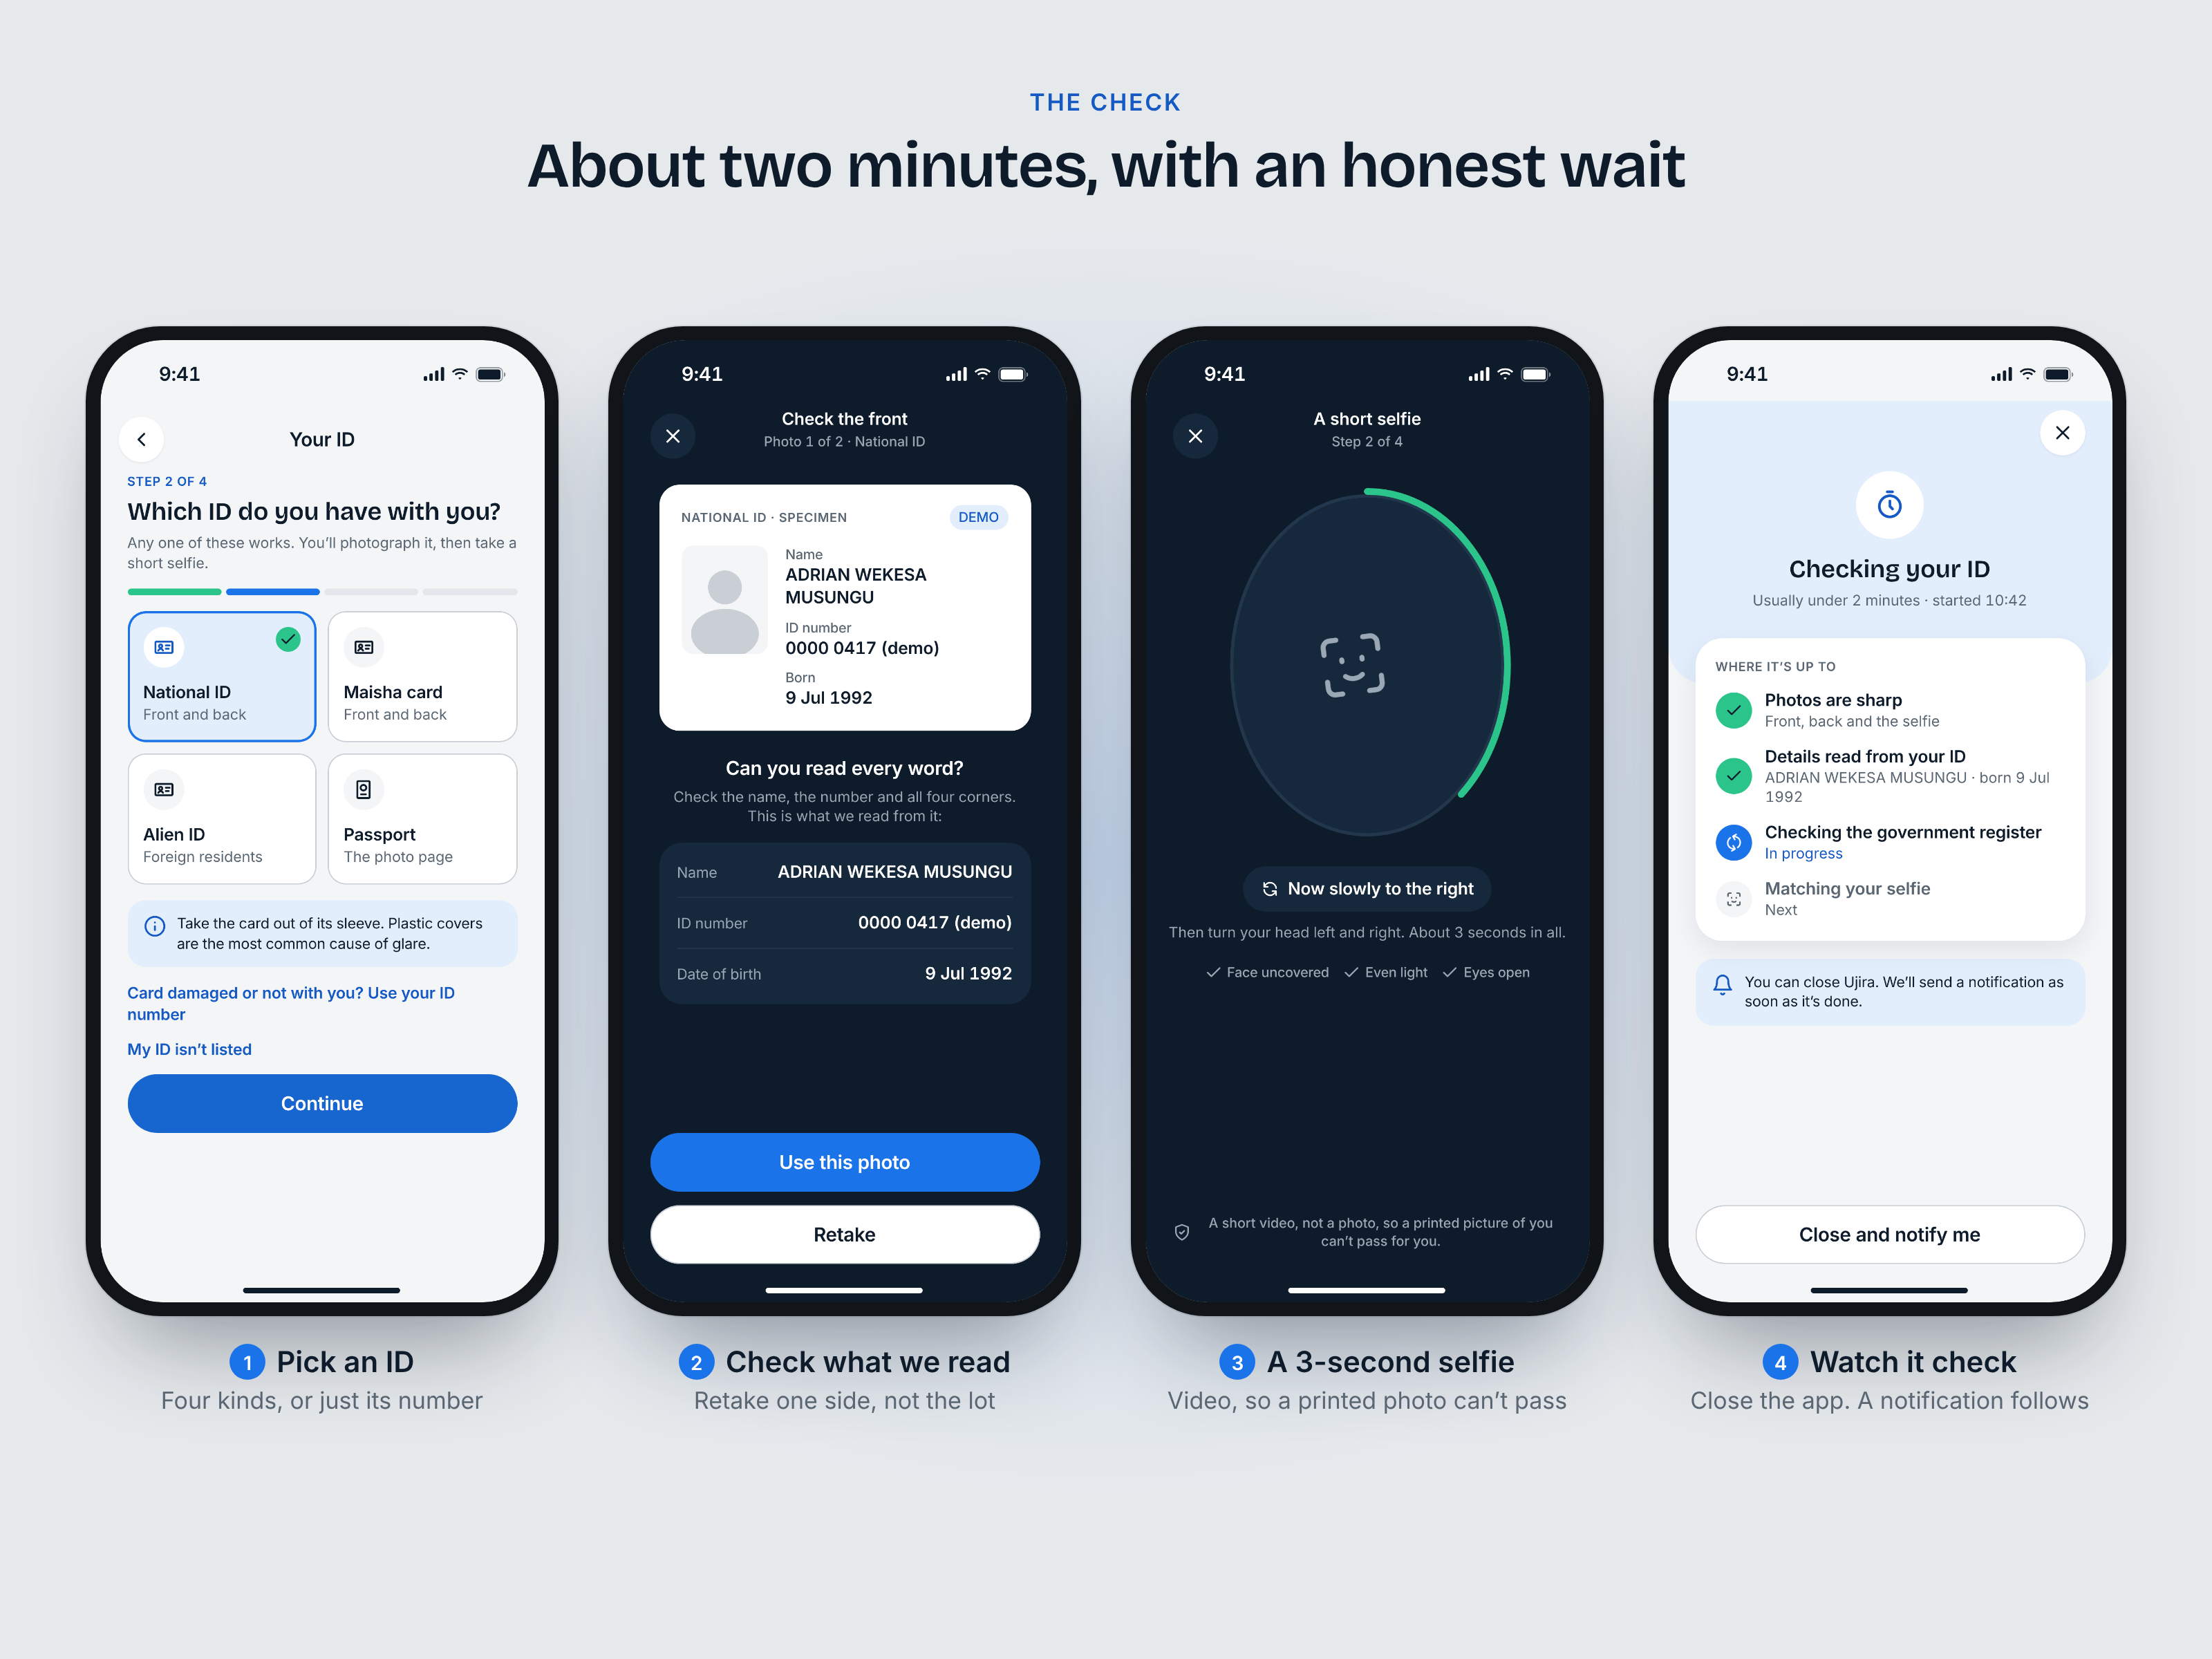 THE CHECK
About two minutes, with an honest wait
9:41
Your ID
STEP 2 OF 4
Which ID do you have with you?
Any one of these works. You’ll photograph it, then take a
short selfie.
National ID
Front and back
Maisha card
Front and back
Alien ID
Foreign residents
Passport
The photo page
Take the card out of its sleeve. Plastic covers
are the most common cause of glare.
Card damaged or not with you? Use your ID
number
My ID isn’t listed
Continue
1 Pick an ID
Four kinds, or just its number
9:41
Check the front
Photo 1 of 2 · National ID
NATIONAL ID · SPECIMEN
DEMO
Name
ADRIAN WEKESA
MUSUNGU
ID number
0000 0417 (demo)
Born
9 Jul 1992
Can you read every word?
Check the name, the number and all four corners.
This is what we read from it:
Name ADRIAN WEKESA MUSUNGU
ID number 0000 0417 (demo)
Date of birth 9 Jul 1992
Use this photo
Retake
2 Check what we read
Retake one side, not the lot
9:41
A short selfie
Step 2 of 4
Now slowly to the right
Then turn your head left and right. About 3 seconds in all.
Face uncovered Even light Eyes open
A short video, not a photo, so a printed picture of you
can’t pass for you.
3 A 3-second selfie
Video, so a printed photo can’t pass
9:41
Checking your ID
Usually under 2 minutes · started 10:42
WHERE IT’S UP TO
Photos are sharp
Front, back and the selfie
Details read from your ID
ADRIAN WEKESA MUSUNGU · born 9 Jul
1992
Checking the government register
In progress
Matching your selfie
Next
You can close Ujira. We’ll send a notification as
soon as it’s done.
Close and notify me
4 Watch it check
Close the app. A notification follows